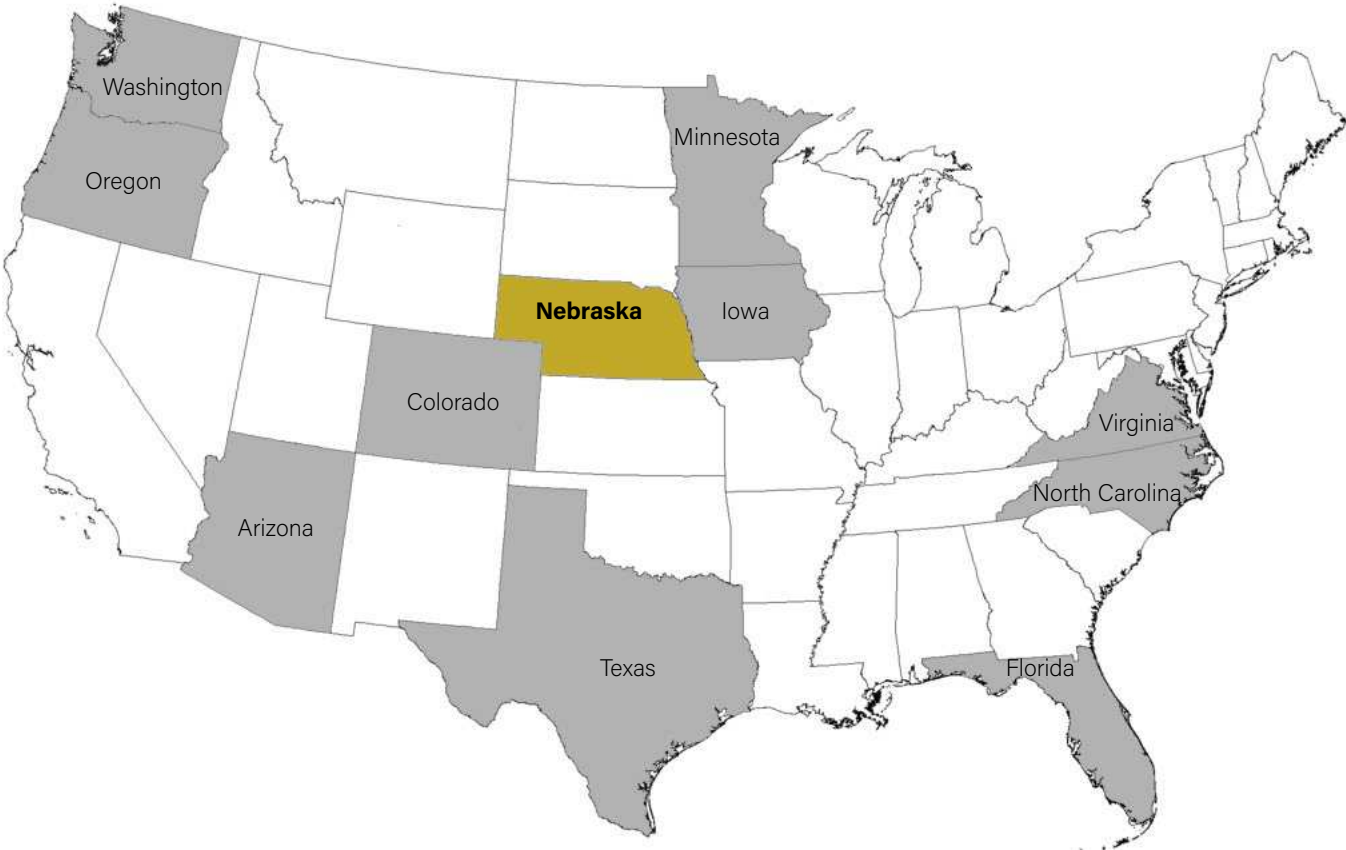 Washington
Minnesota
Oregon
Nebraska
Iowa
Colorado
Virginia
North Carolina
Arizona
Texas
Florida